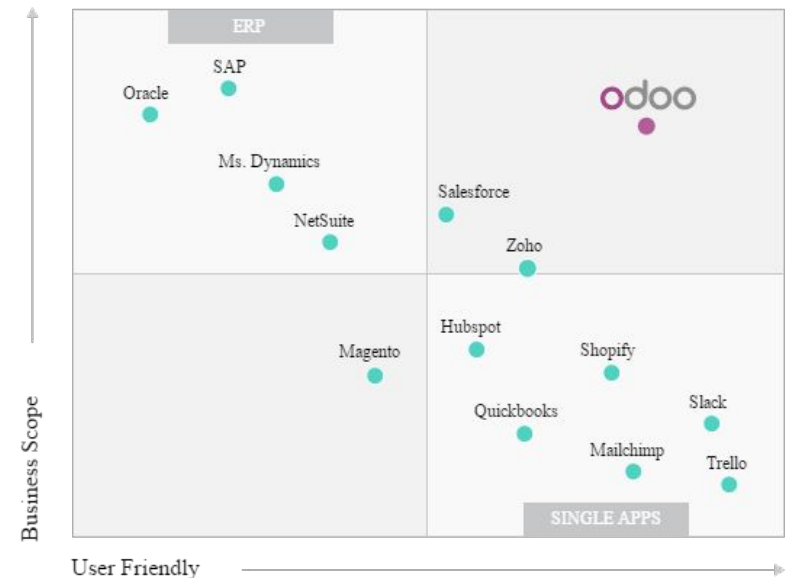 ERP
SAP
Oracle
odoo
Ms. Dynamics
Salesforce
NetSuite
Zoho
Hubspot
Magento
Shopify
Quickbooks
Slack
Mailchimp
Trello
SINGLE APPS
Business Scope
User Friendly